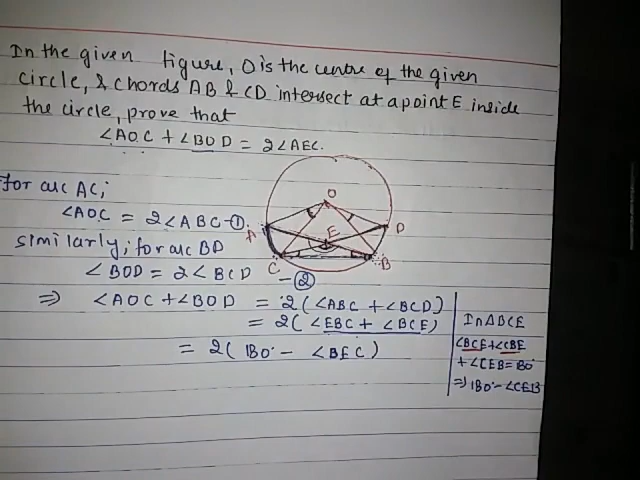 In the given figure, O is the centre of the given
circle, & chords AB & CD intersect at a point E inside
the circle, prove that
∠AOC + ∠BOD = 2∠AEC.
For arc AC;
∠AOC = 2∠ABC-①
similarly; for arc BD
∠BOD = 2∠BCD
-②
⇒ ∠AOC + ∠BOD = 2(∠ABC + ∠BCD)
= 2(∠EBC + ∠BCE)
= 2(180° - ∠BEC)
O
A
E
D
C
B
In ΔBCE
∠BCE+∠CBE
+∠CEB=180°
⇒180°-∠CEB